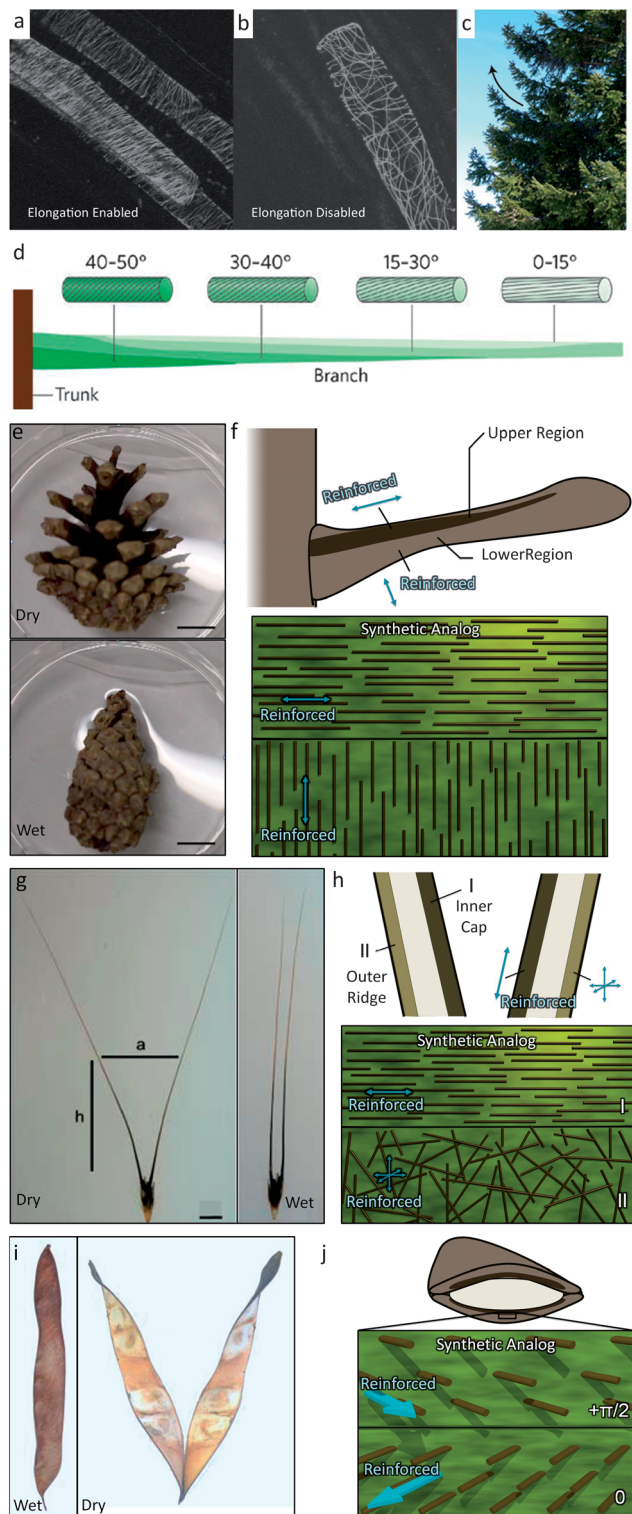 a
b
c
Elongation Enabled
Elongation Disabled
d
40–50°
30–40°
15–30°
0–15°
Branch
Trunk
e
Dry
Wet
f
Upper Region
Reinforced
LowerRegion
Reinforced
Synthetic Analog
Reinforced
Reinforced
g
a
h
Dry
Wet
h
I
Inner
Cap
II
Outer
Ridge
Reinforced
Synthetic Analog
Reinforced
I
Reinforced
II
i
Wet
Dry
j
Synthetic Analog
Reinforced
+π/2
Reinforced
0